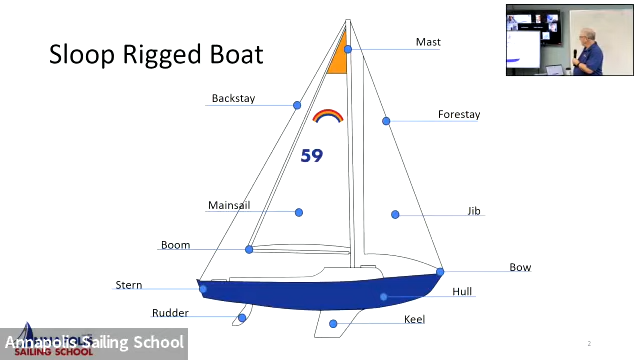 Sloop Rigged Boat
Mast
Backstay
Forestay
59
Mainsail
Jib
Boom
Bow
Stern
Hull
Rudder
Keel
Annapolis Sailing School
SAILING SCHOOL
2